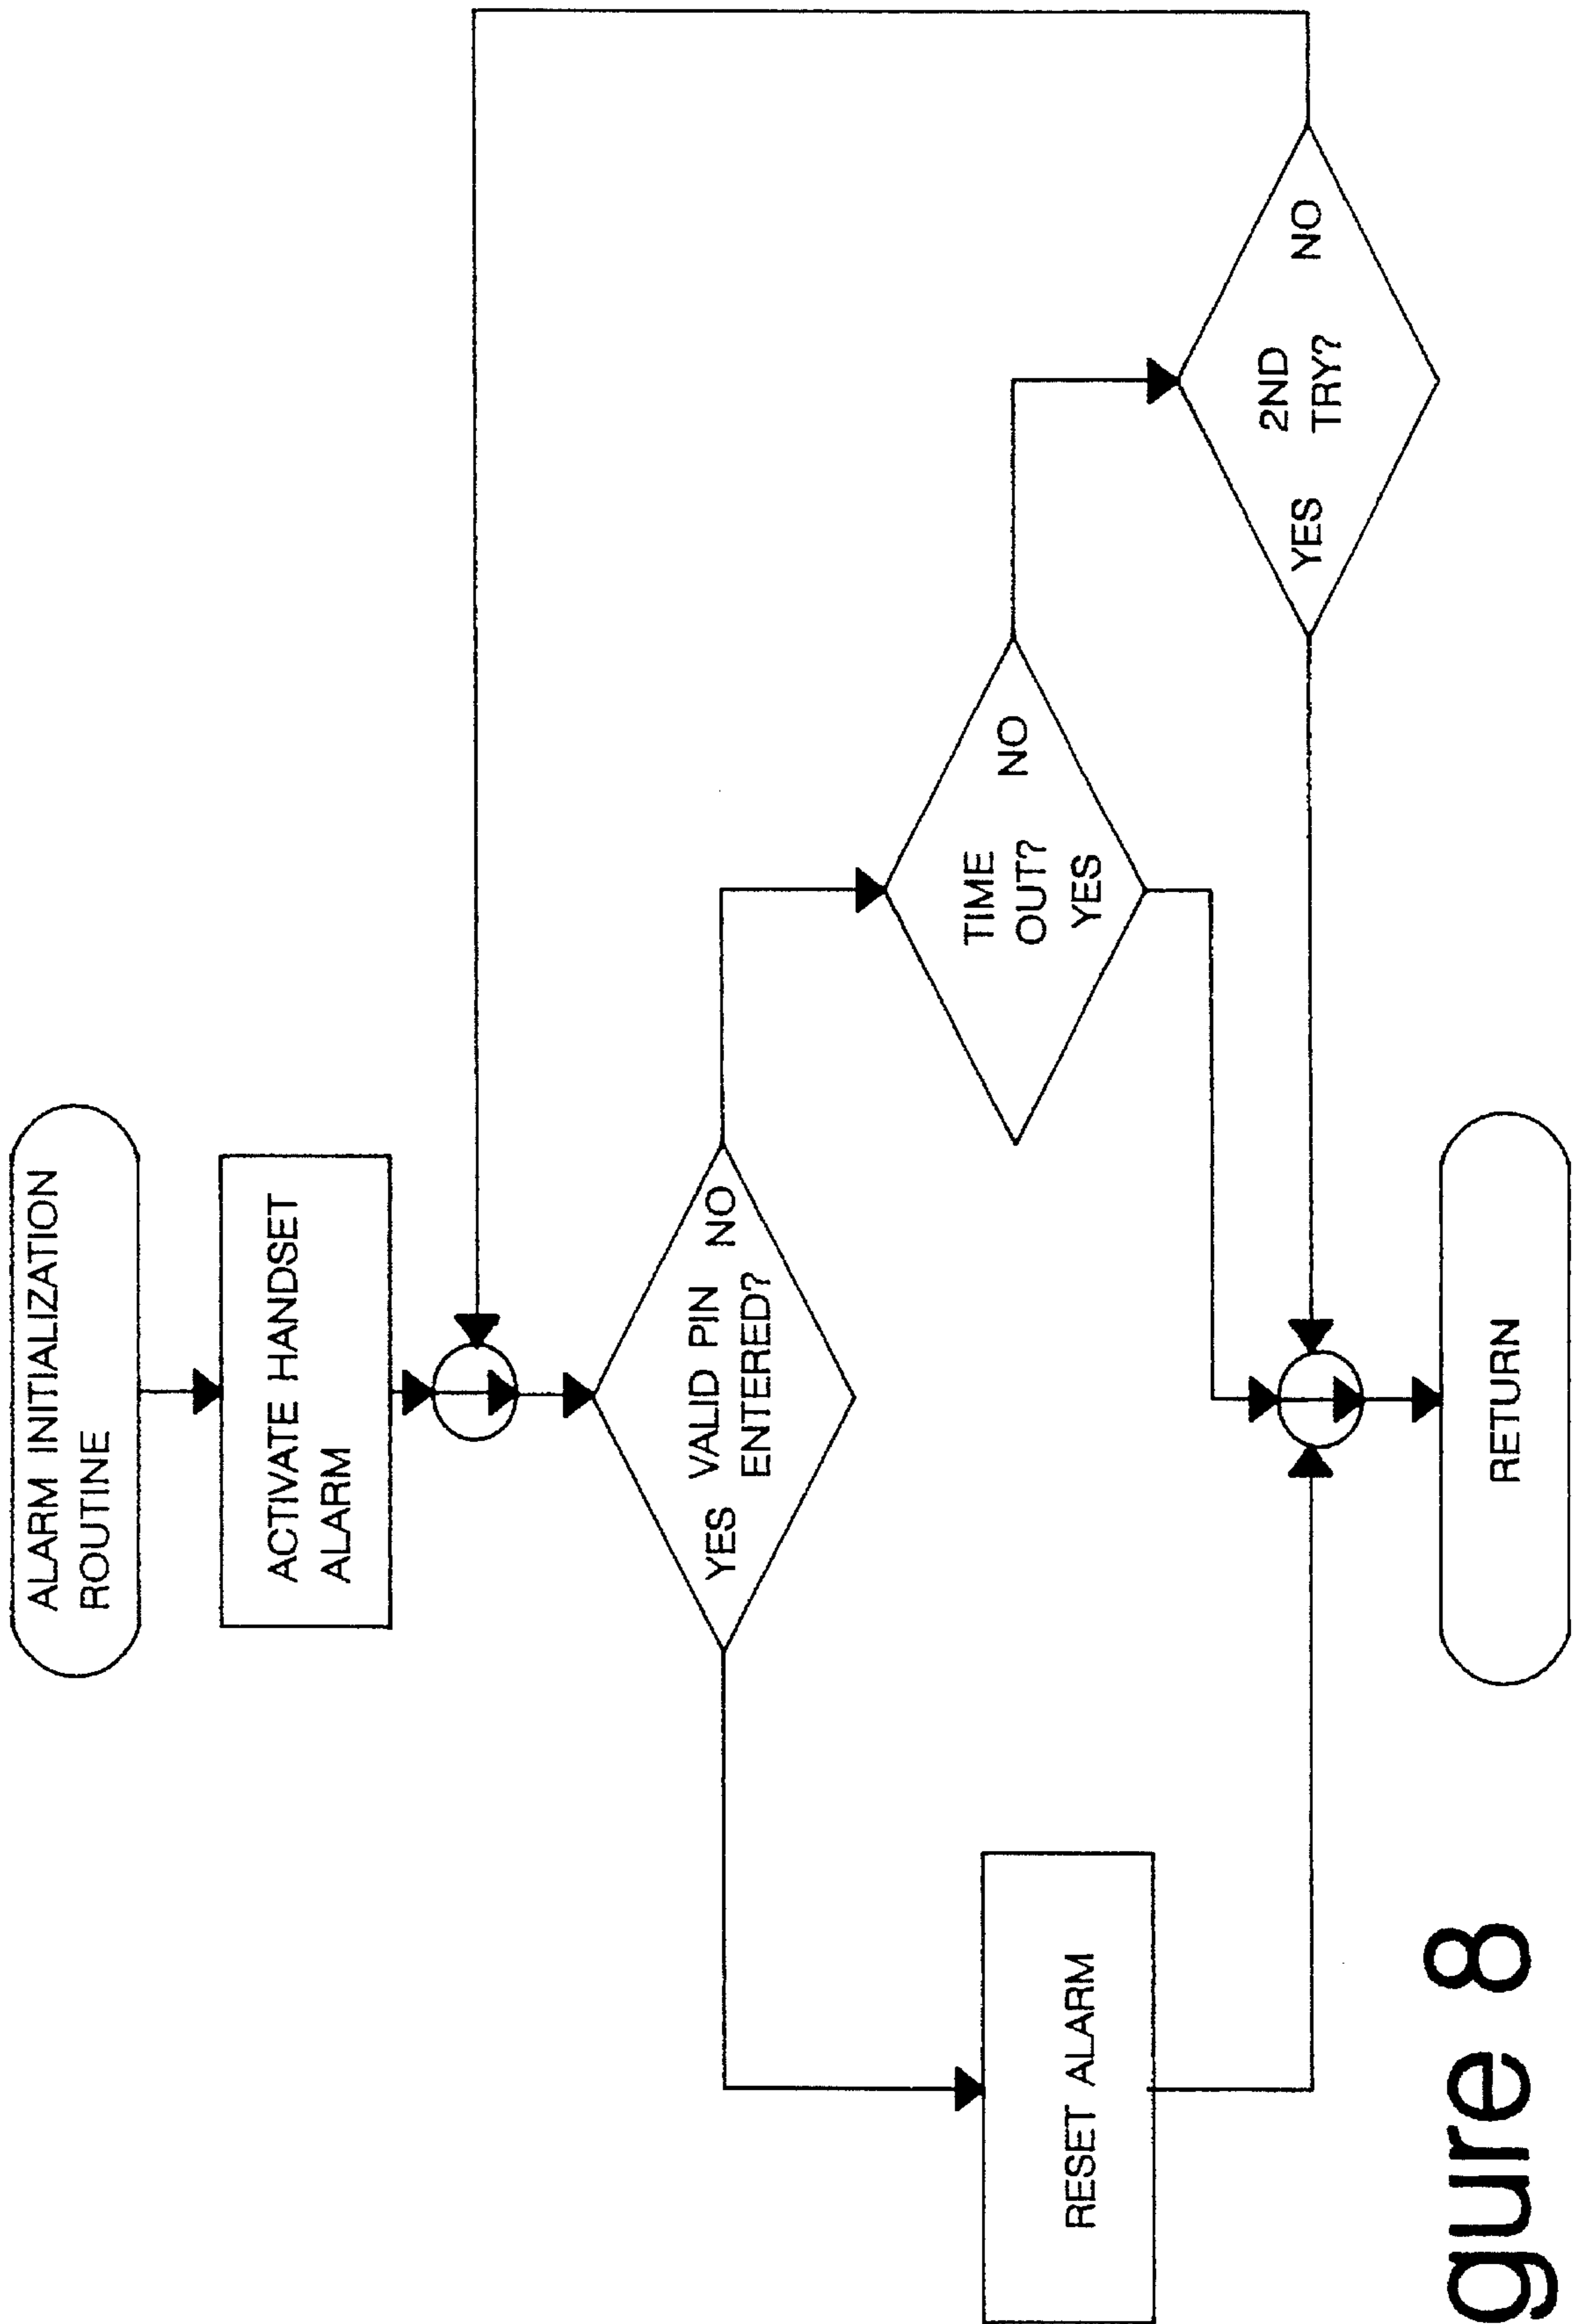 ALARM INITIALIZATION
ROUTINE
ACTIVATE HANDSET
ALARM
YES VALID PIN NO
ENTERED?
TIME
OUT? NO
YES
2ND
YES TRY? NO
RESET ALARM
RETURN
gure 8